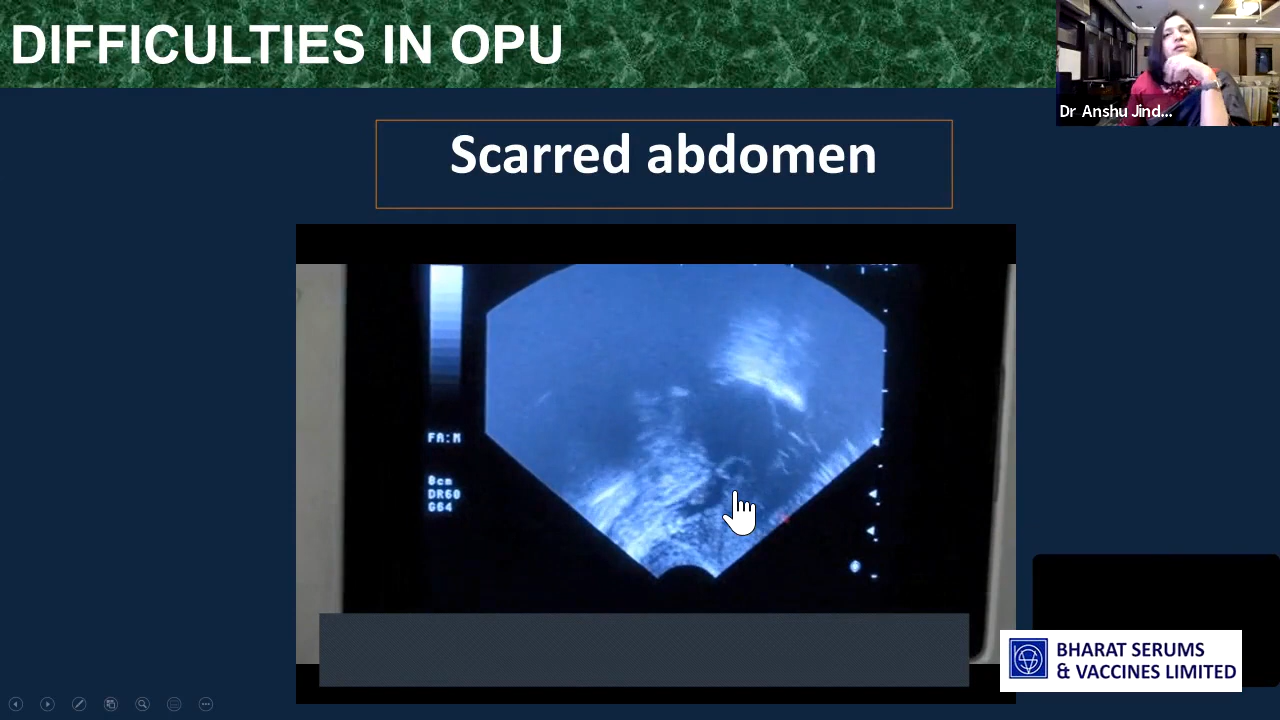 DIFFICULTIES IN OPU
Dr Anshu Jind...
Scarred abdomen
FA:M
8cm
DR60
G64
BHARAT SERUMS
& VACCINES LIMITED